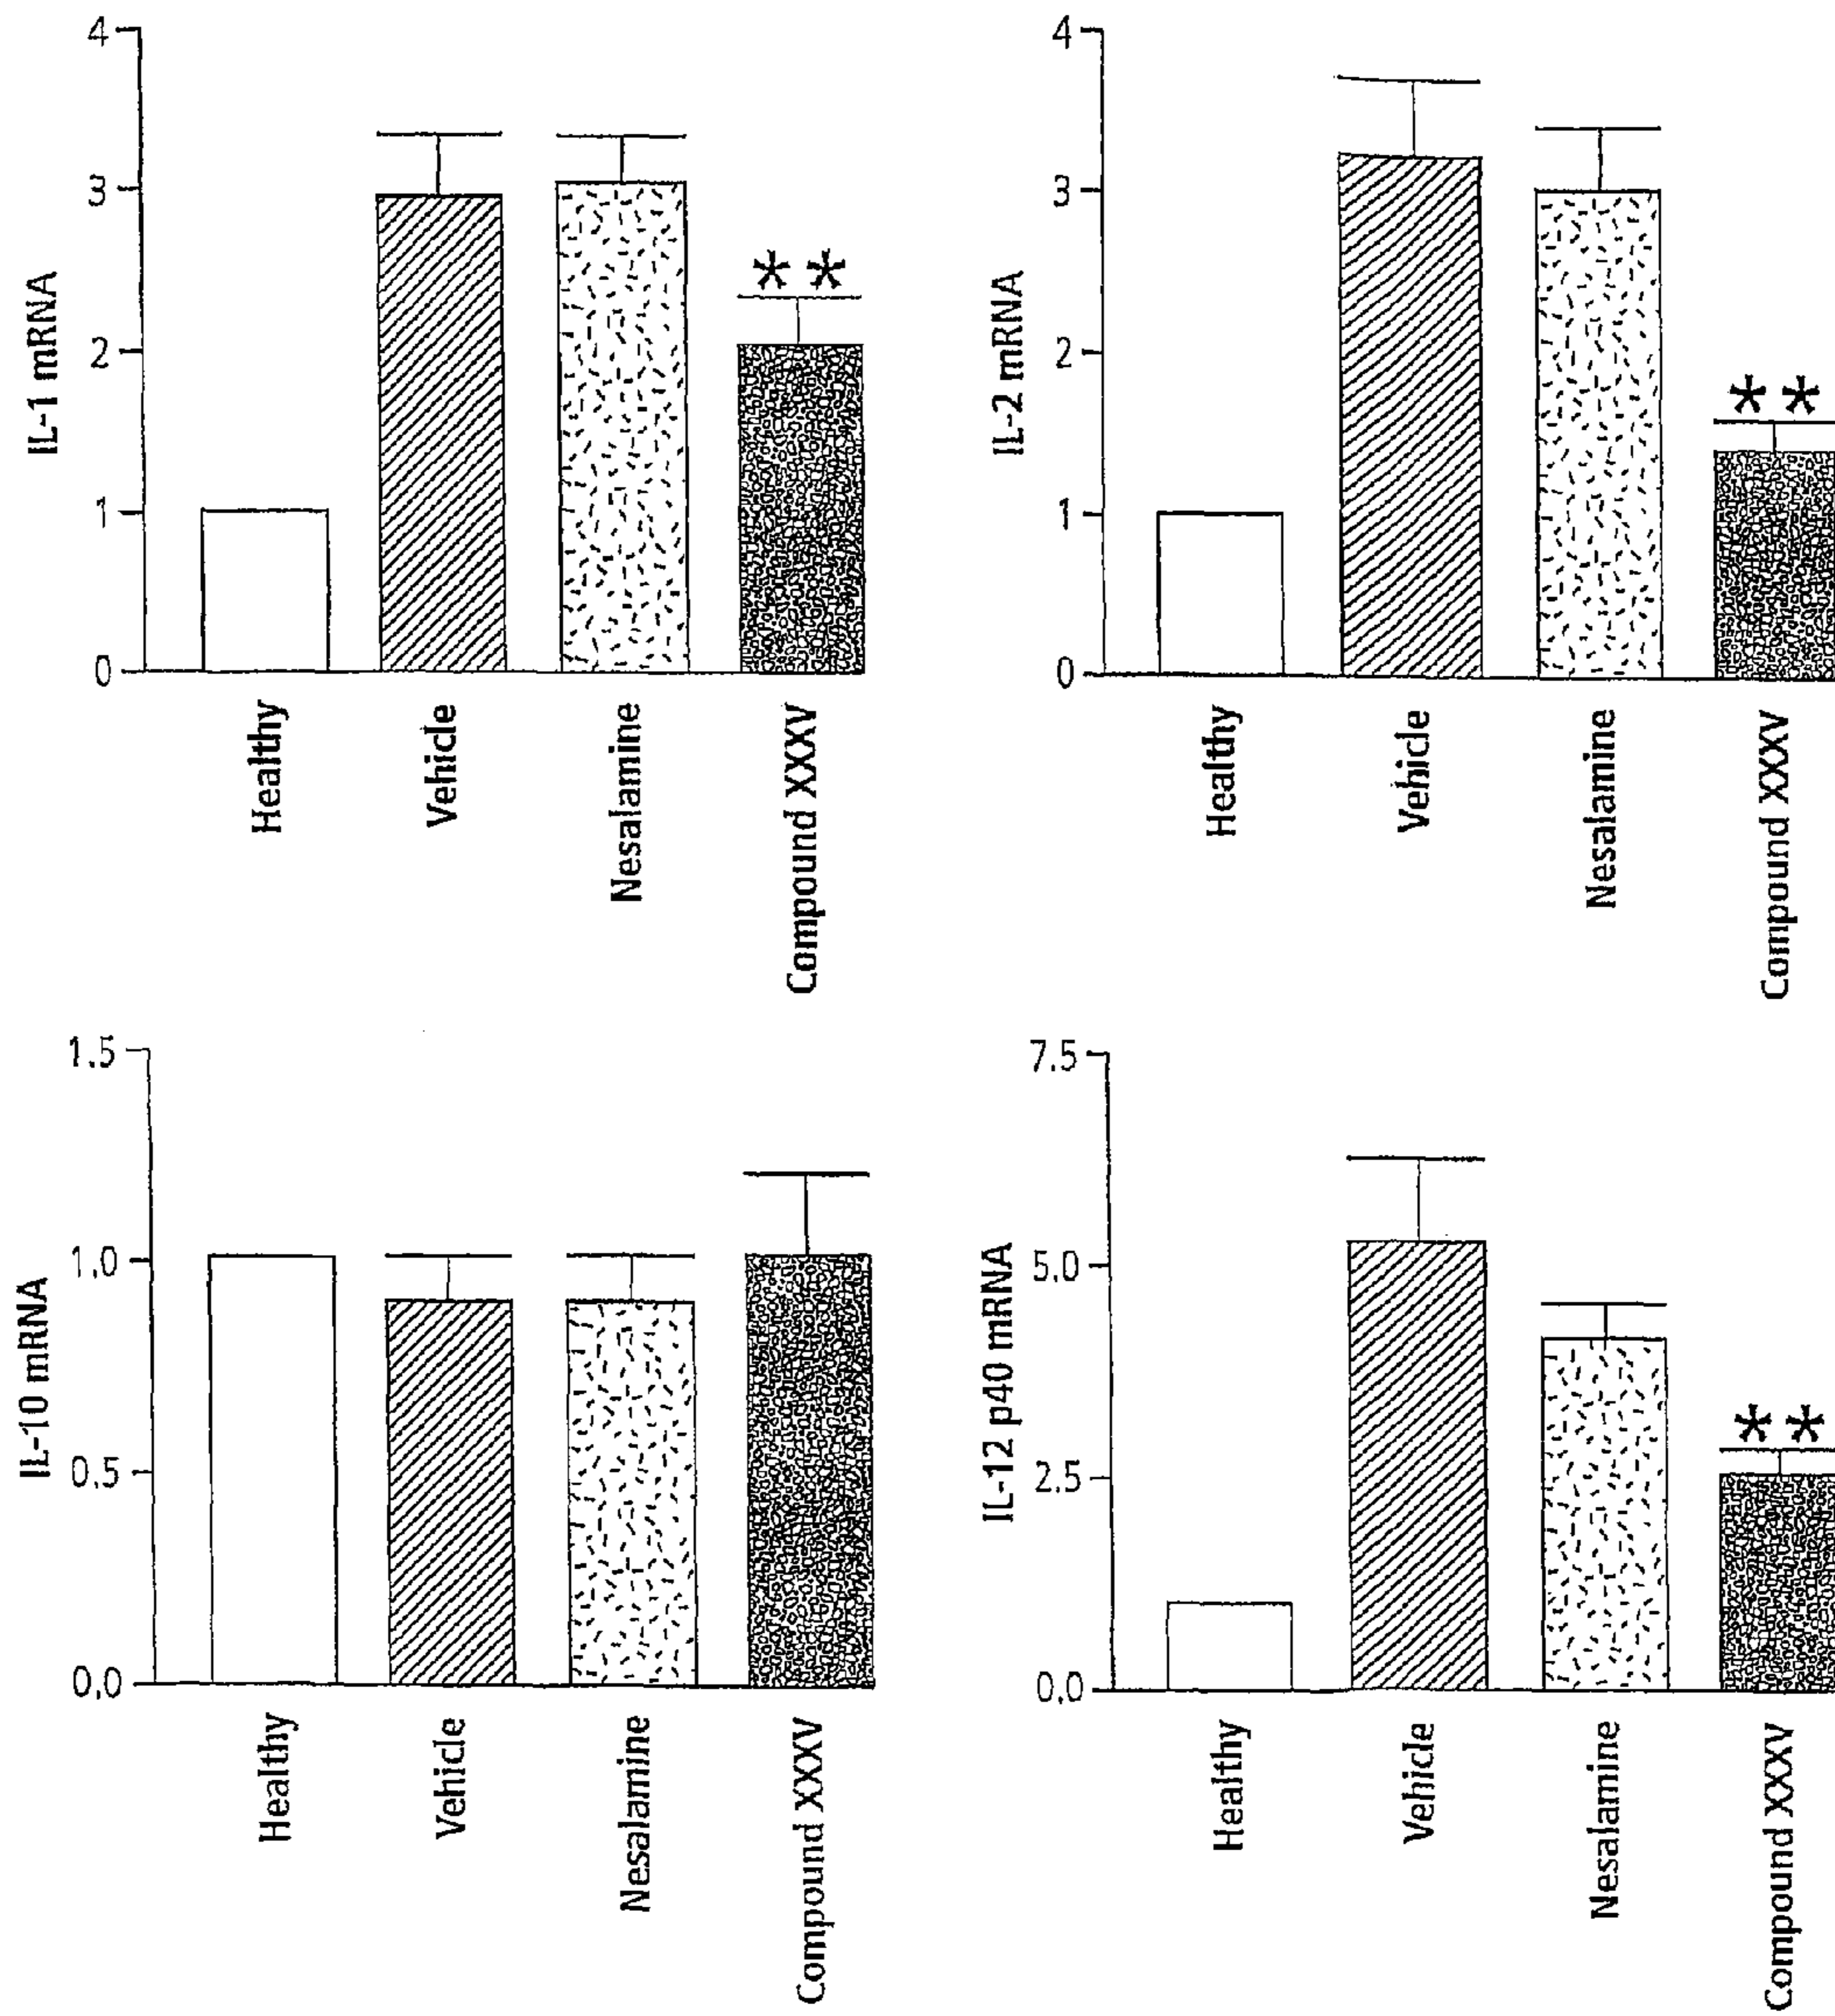 IL-1 mRNA
4
3
2
1
0
**
Healthy
Vehicle
Nesalamine
Compound XXXV
IL-2 mRNA
4
3
2
1
0
**
Healthy
Vehicle
Nesalamine
Compound XXXV
IL-10 mRNA
1.5
1.0
0.5
0.0
Healthy
Vehicle
Nesalamine
Compound XXXV
IL-12 p40 mRNA
7.5
5.0
2.5
0.0
**
Healthy
Vehicle
Nesalamine
Compound XXXV